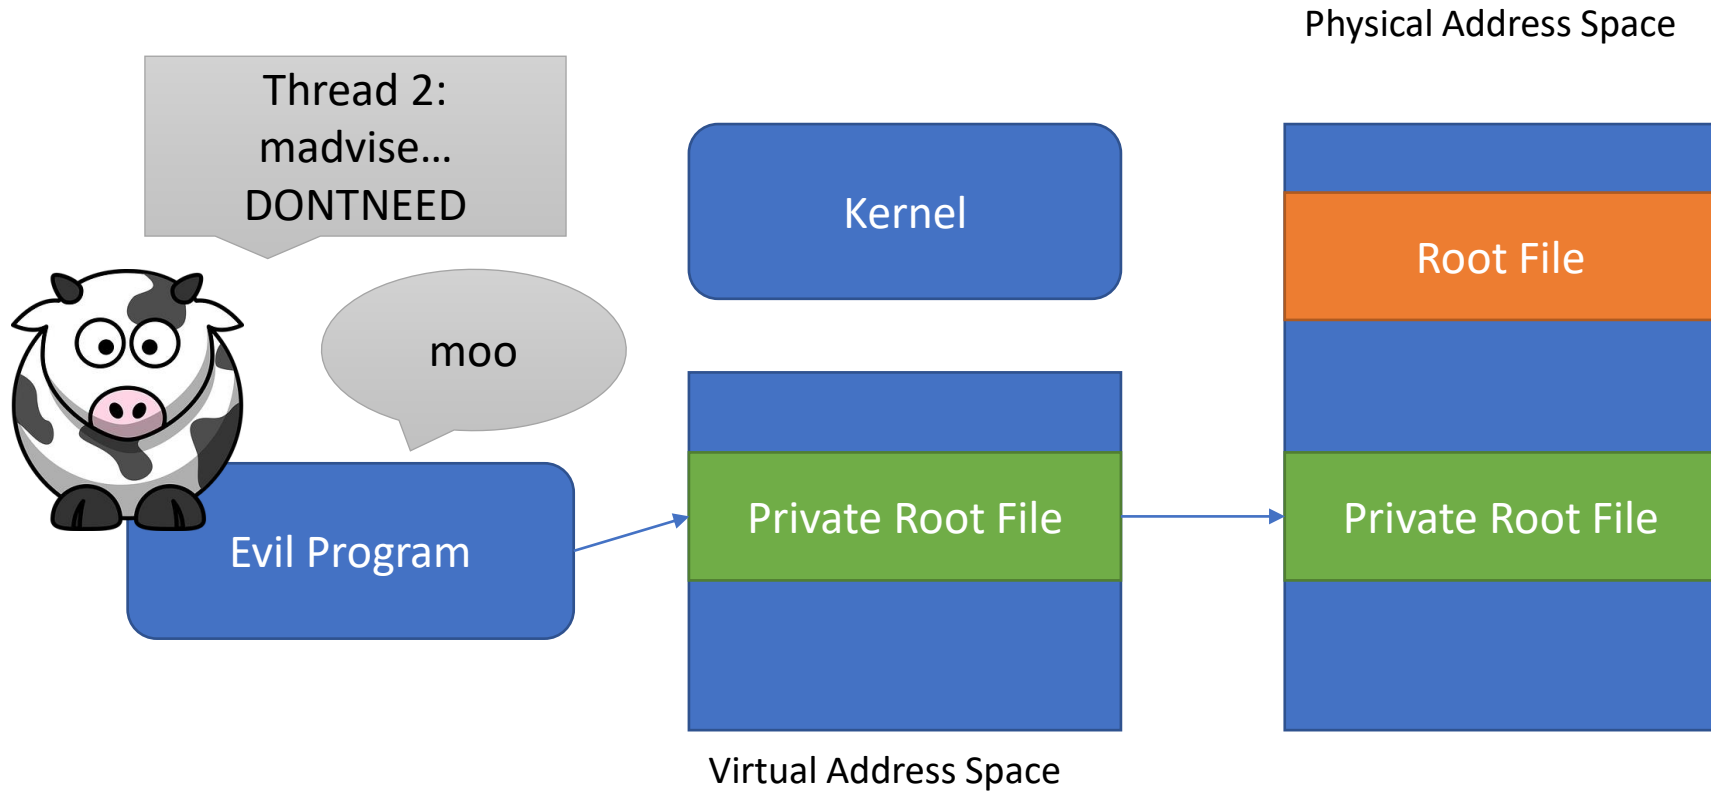 Physical Address Space
Thread 2:
madvise…
DONTNEED
Kernel
Root File
moo
Private Root File
Private Root File
Evil Program
Virtual Address Space